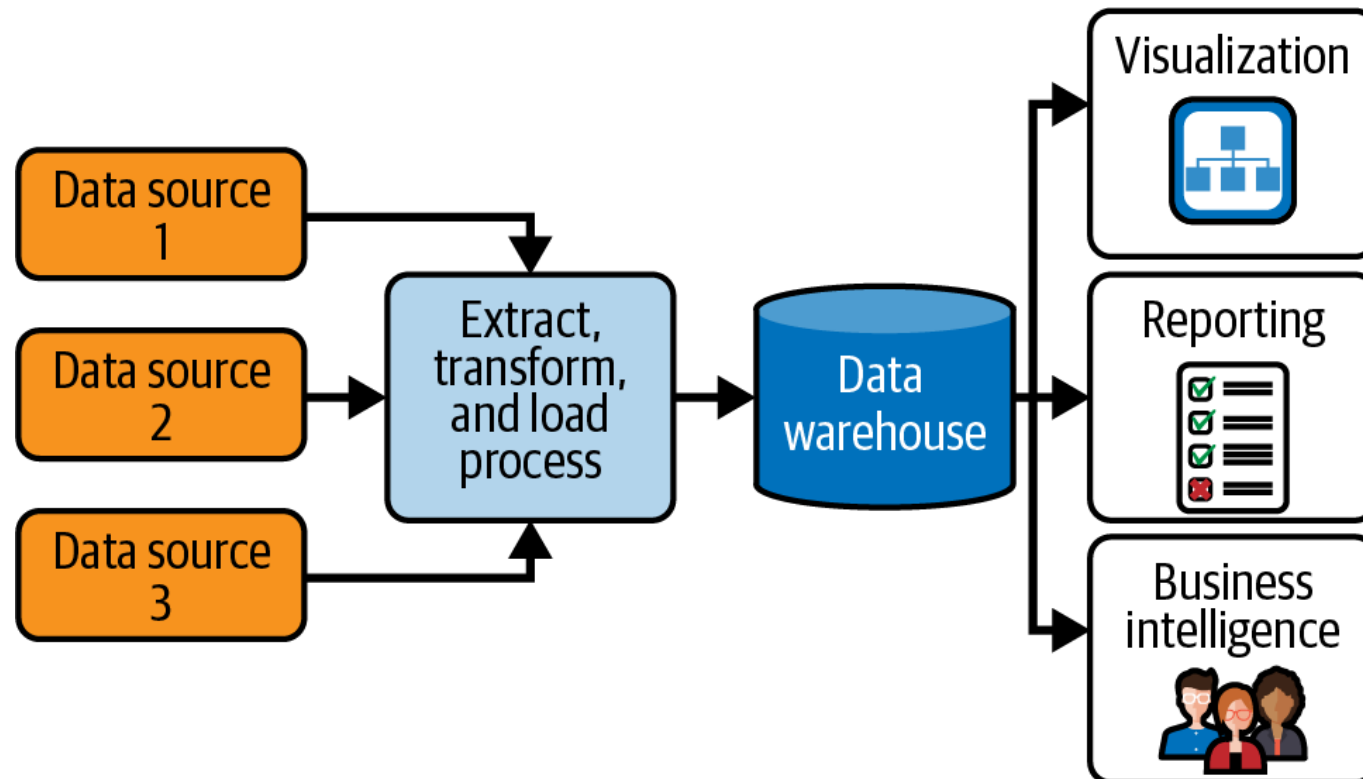 Data source
1
Data source
2
Data source
3
Extract,
transform,
and load
process
Data
warehouse
Visualization
Reporting
Business
intelligence